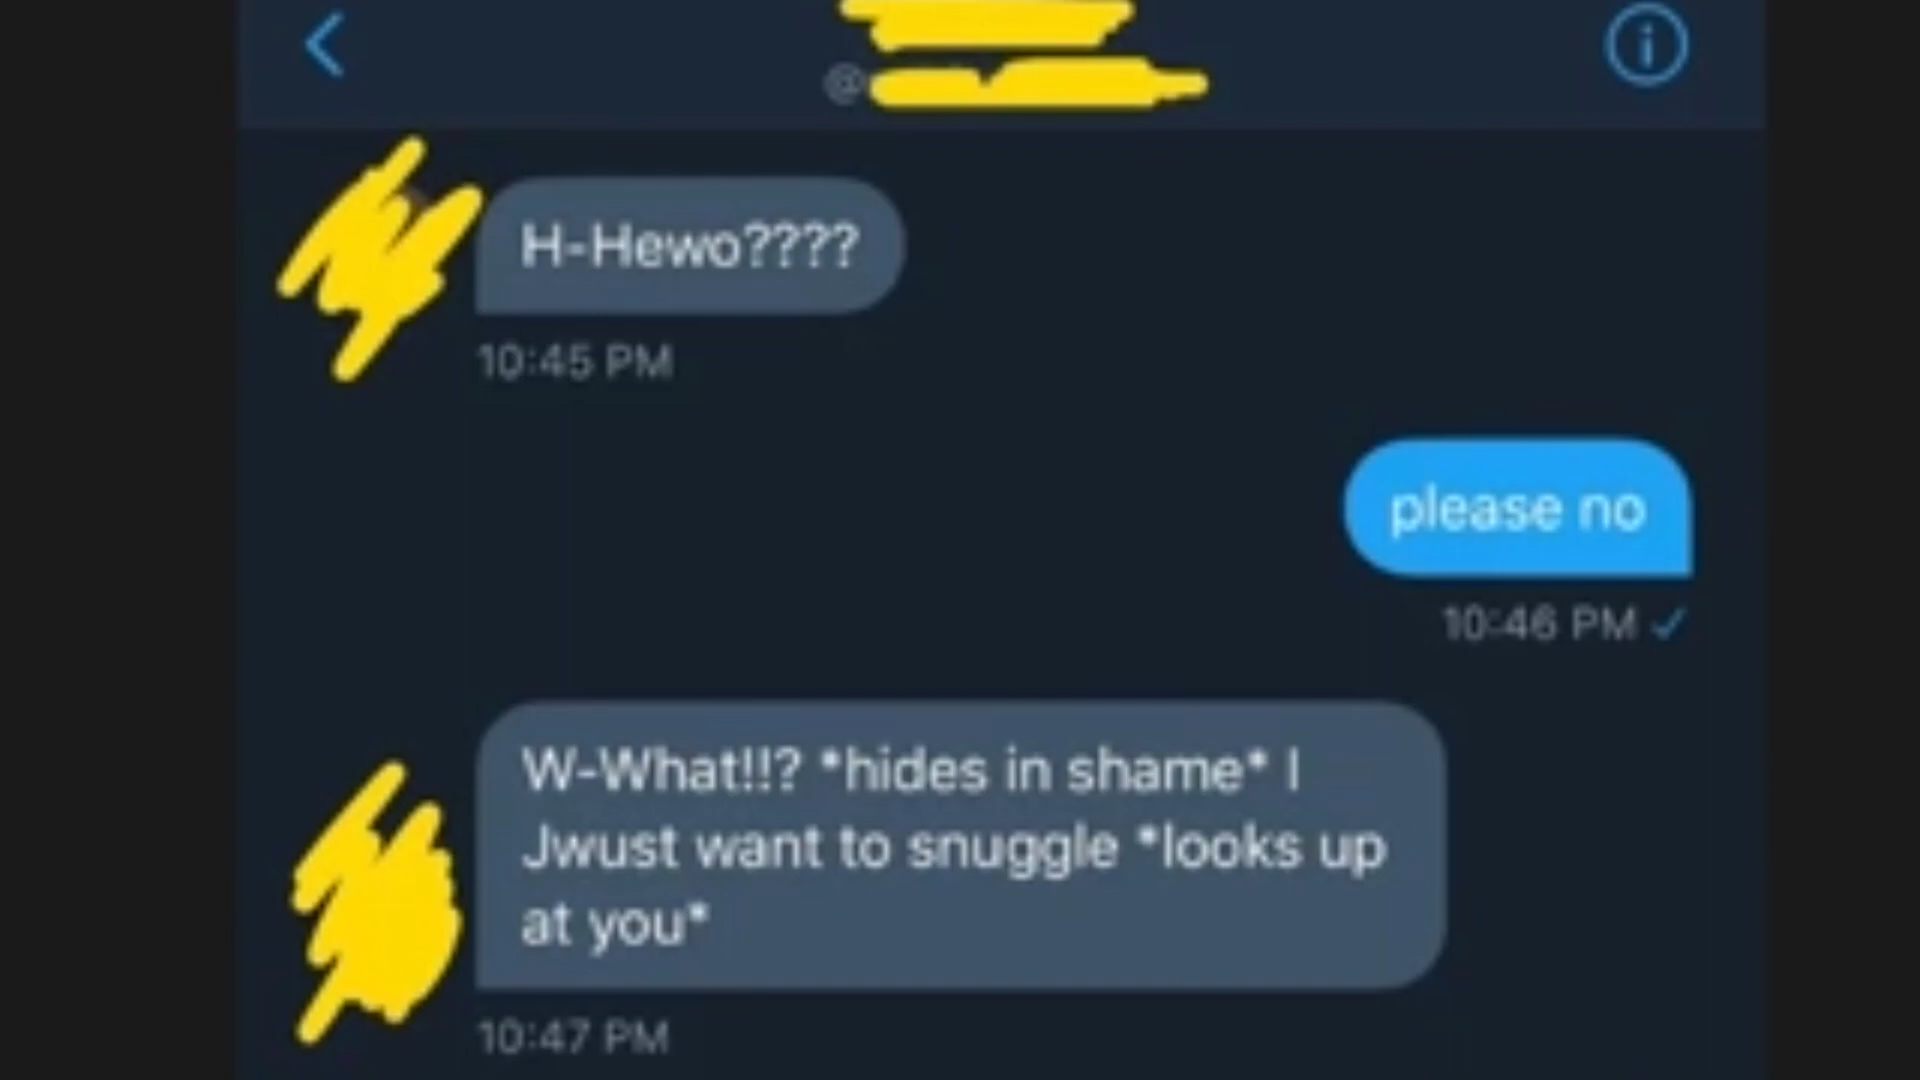 @
H-Hewo????
10:45 PM
please no
10:46 PM ✓
W-What!!? *hides in shame* I
Jwust want to snuggle *looks up
at you*
10:47 PM